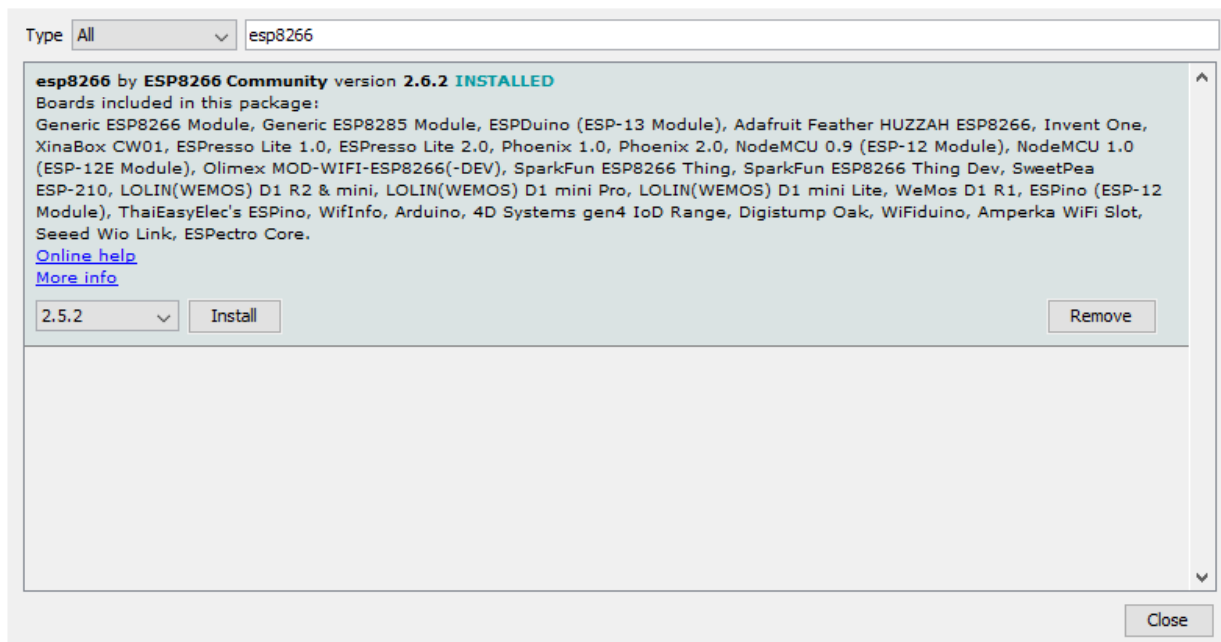 Type All esp8266
esp8266 by ESP8266 Community version 2.6.2 INSTALLED
Boards included in this package:
Generic ESP8266 Module, Generic ESP8285 Module, ESPDuino (ESP-13 Module), Adafruit Feather HUZZAH ESP8266, Invent One,
XinaBox CW01, ESPresso Lite 1.0, ESPresso Lite 2.0, Phoenix 1.0, Phoenix 2.0, NodeMCU 0.9 (ESP-12 Module), NodeMCU 1.0
(ESP-12E Module), Olimex MOD-WIFI-ESP8266(-DEV), SparkFun ESP8266 Thing, SparkFun ESP8266 Thing Dev, SweetPea
ESP-210, LOLIN(WEMOS) D1 R2 & mini, LOLIN(WEMOS) D1 mini Pro, LOLIN(WEMOS) D1 mini Lite, WeMos D1 R1, ESPino (ESP-12
Module), ThaiEasyElec's ESPino, WifInfo, Arduino, 4D Systems gen4 IoD Range, Digistump Oak, WiFiduino, Amperka WiFi Slot,
Seeed Wio Link, ESPectro Core.
Online help
More info
2.5.2 Install Remove
Close